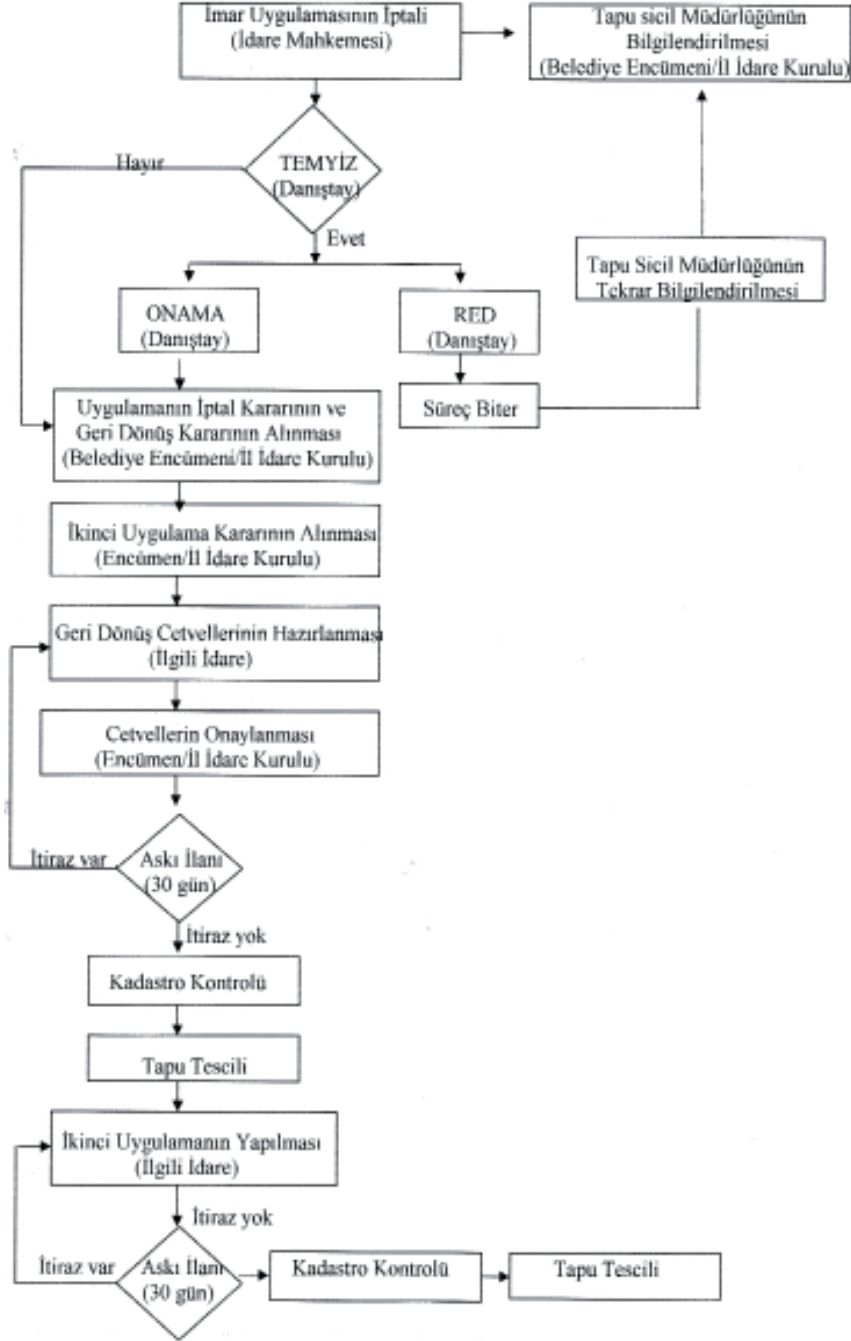 İmar Uygulamasının İptali
(İdare Mahkemesi)
Tapu sicil Müdürlüğünün
Bilgilendirilmesi
(Belediye Encümeni/İl İdare Kurulu)
Hayır
TEMYİZ
(Danıştay)
Evet
Tapu Sicil Müdürlüğünün
Tekrar Bilgilendirilmesi
ONAMA
(Danıştay)
RED
(Danıştay)
Süreç Biter
Uygulamanın İptal Kararının ve
Geri Dönüş Kararının Alınması
(Belediye Encümeni/İl İdare Kurulu)
İkinci Uygulama Kararının Alınması
(Encümen/İl İdare Kurulu)
Geri Dönüş Cetvellerinin Hazırlanması
(İlgili İdare)
Cetvellerin Onaylanması
(Encümen/İl İdare Kurulu)
İtiraz var
Askı İlanı
(30 gün)
İtiraz yok
Kadastro Kontrolü
Tapu Tescili
İkinci Uygulamanın Yapılması
(İlgili İdare)
İtiraz yok
İtiraz var
Askı İlanı
(30 gün)
Kadastro Kontrolü
Tapu Tescili